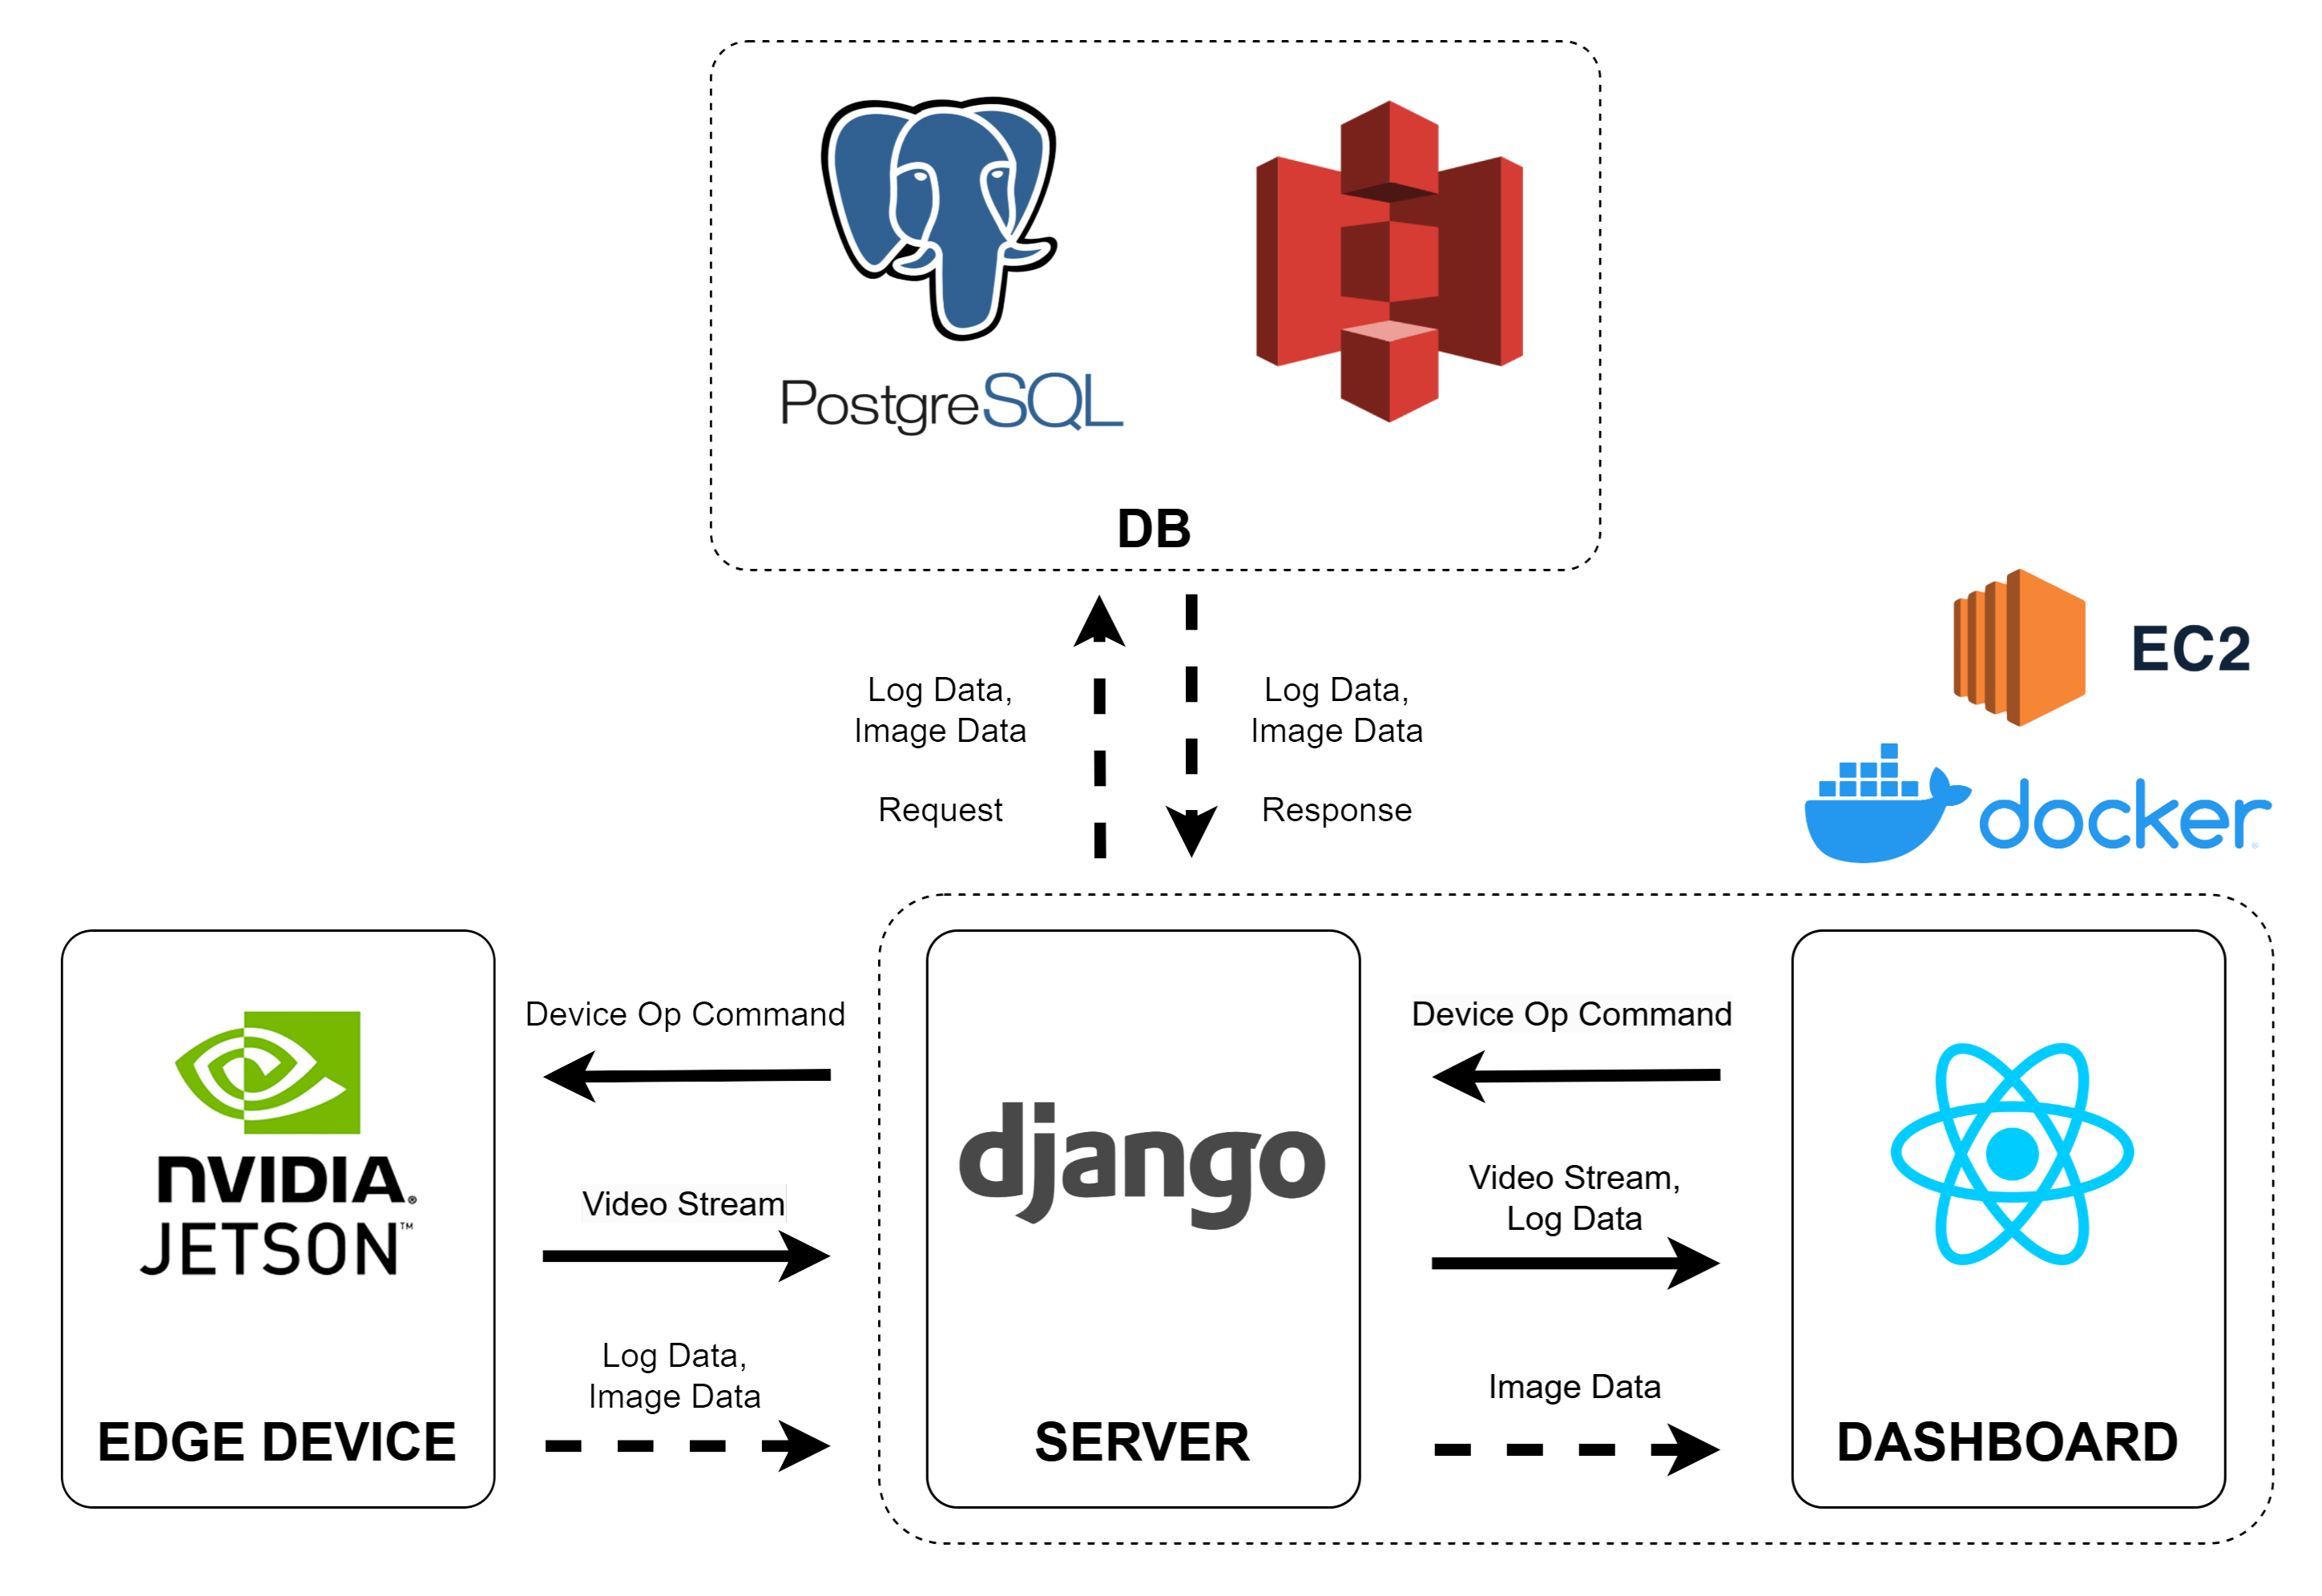 PostgreSQL
DB
Log Data,
Image Data
Request
Log Data,
Image Data
Response
EC2
docker
NVIDIA.
JETSON™
EDGE DEVICE
Device Op Command
Video Stream
Log Data,
Image Data
django
SERVER
Device Op Command
Video Stream,
Log Data
Image Data
DASHBOARD